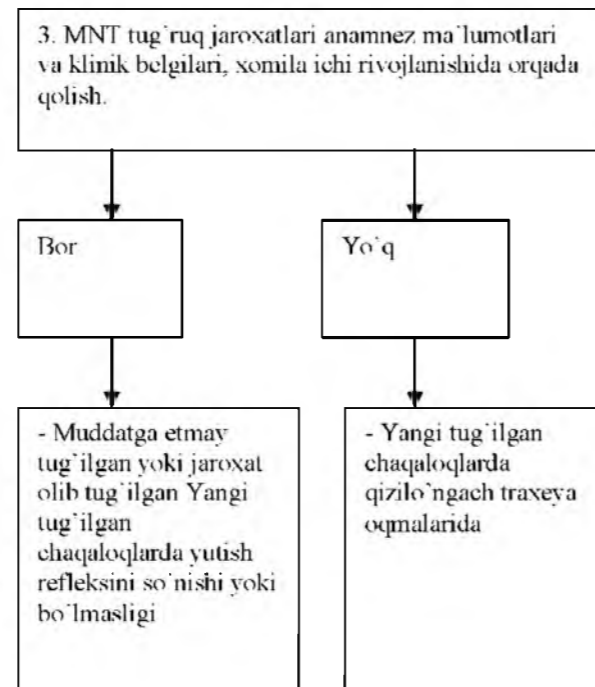 3. MNT tug`ruq jaroxatlari anamnez ma`lumotlari
va klinik belgilari, xomila ichi rivojlanishida orqada
qolish.
Bor
Yo`q
- Muddatga etmay
tug`ilgan yoki jaroxat
olib tug`ilgan Yangi
tug`ilgan
chaqaloqlarda yutish
refleksini so`nishi yoki
bo`lmasligi
- Yangi tug`ilgan
chaqaloqlarda
qizilo`ngach traxeya
oqmalarida